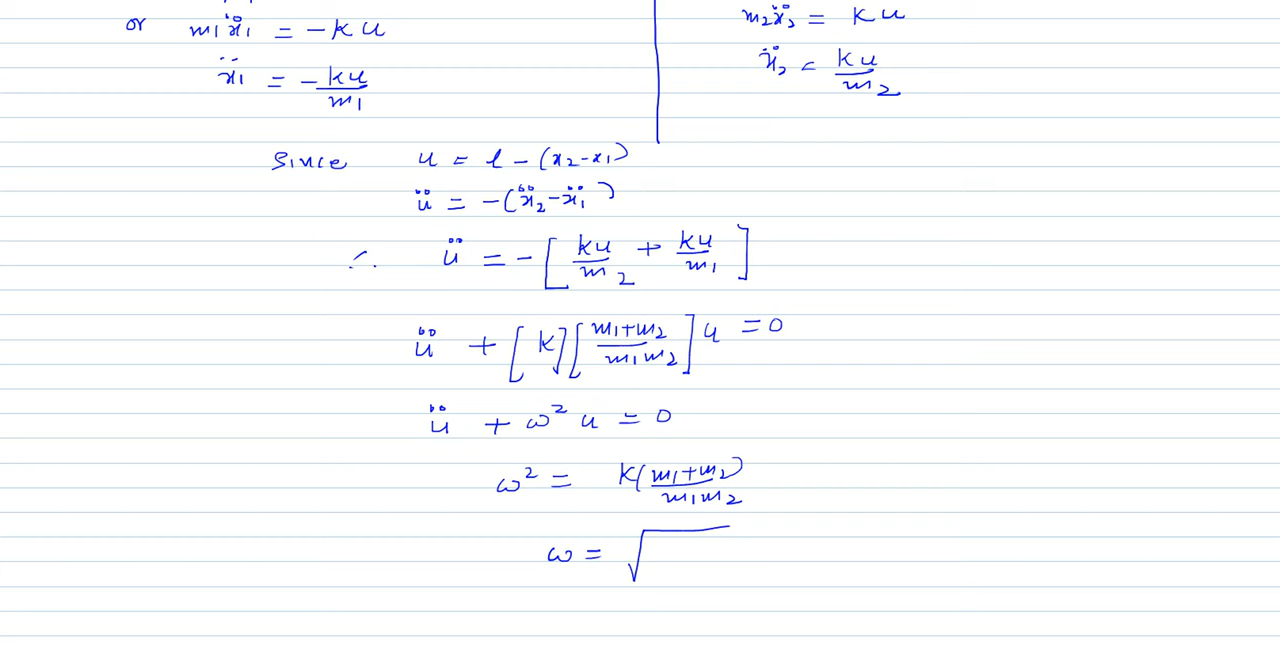 or m₁ẍ₁ = -ku
ẍ₁ = -ku/m₁
m₂ẍ₂ = ku
ẍ₂ = ku/m₂
Since u = l - (x₂-x₁)
ü = -(ẍ₂-ẍ₁)
∴ ü = -[ku/m₂ + ku/m₁]
ü + [k][(m₁+m₂)/(m₁m₂)]u = 0
ü + ω² u = 0
ω² = k((m₁+m₂)/(m₁m₂))
ω = √